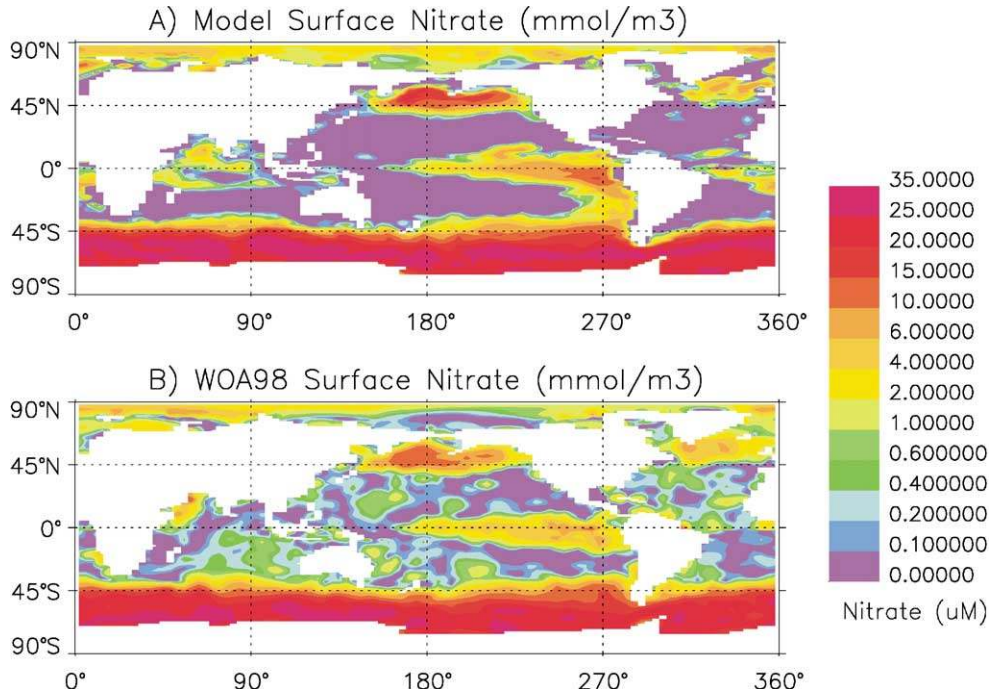 A) Model Surface Nitrate (mmol/m3)
90°N
45°N
0°
45°S
90°S
0° 90° 180° 270° 360°
B) WOA98 Surface Nitrate (mmol/m3)
90°N
45°N
0°
45°S
90°S
0° 90° 180° 270° 360°
35.0000
25.0000
20.0000
15.0000
10.0000
6.00000
4.00000
2.00000
1.00000
0.600000
0.400000
0.200000
0.100000
0.00000
Nitrate (uM)